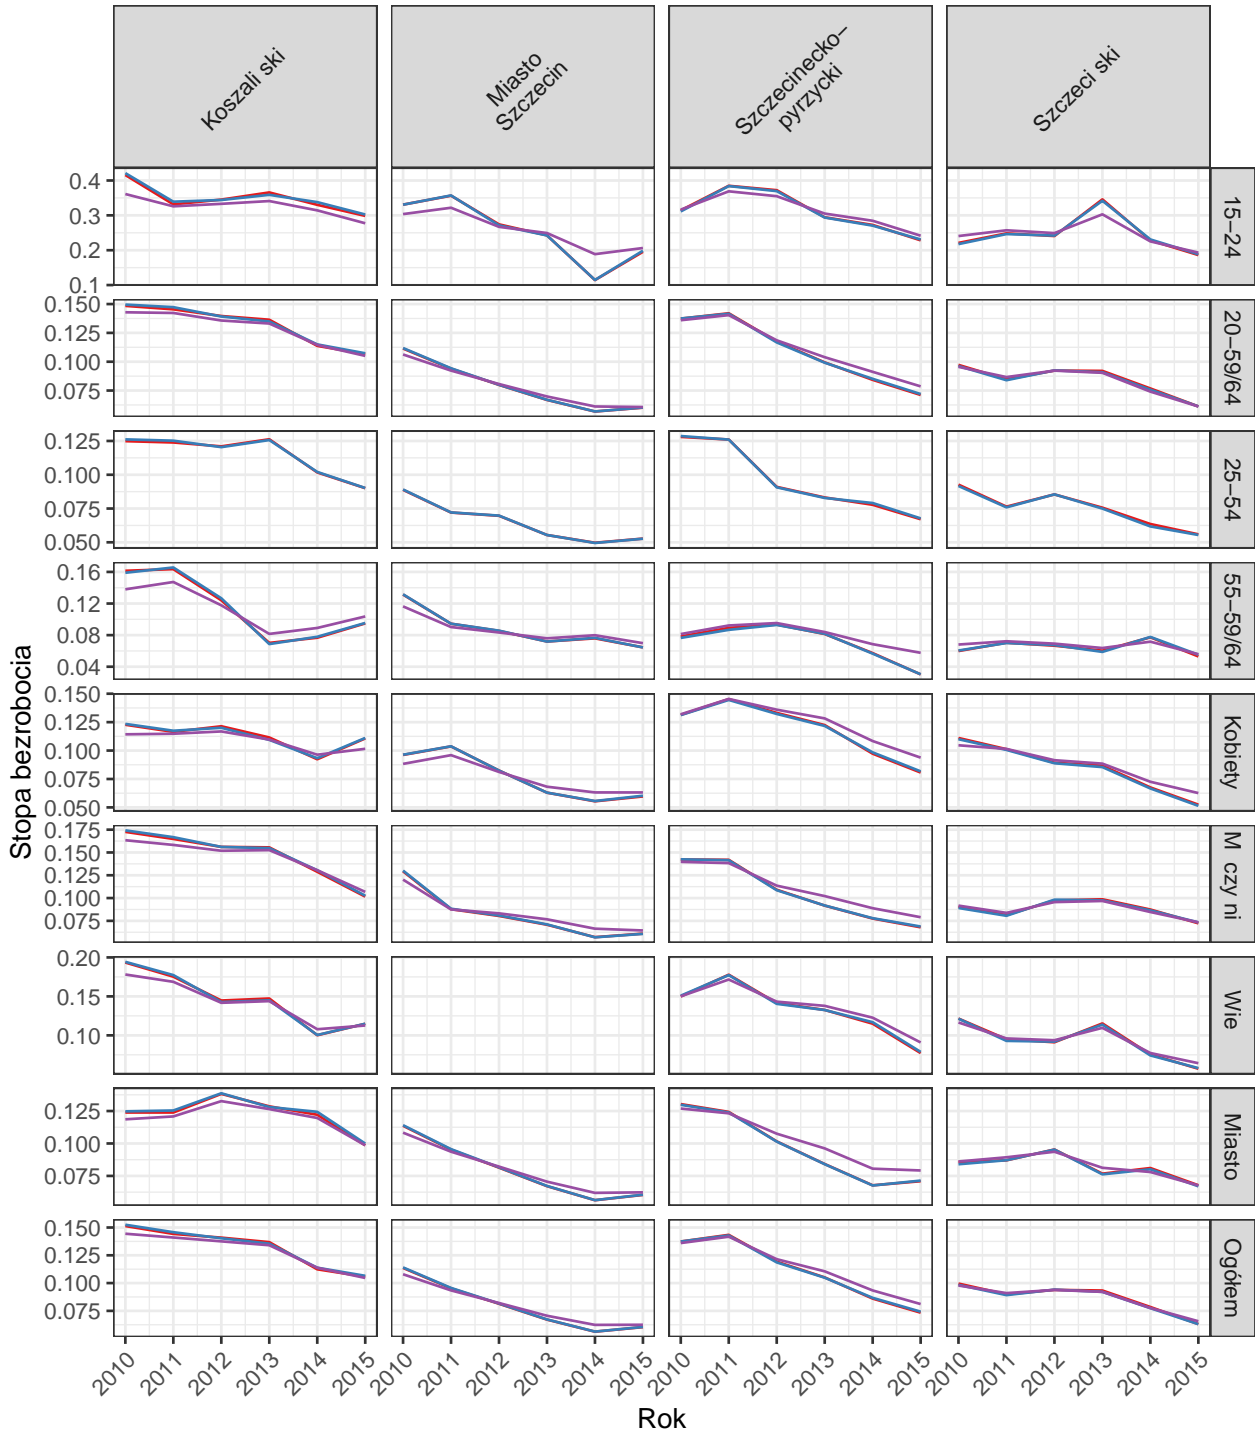 Koszali ski
Miasto
Szczecin
Szczecinecko–
pyrzycki
Szczeci ski
0.4
0.3
0.2
0.1
15–24
0.150
0.125
0.100
0.075
20–59/64
0.125
0.100
0.075
0.050
25–54
0.16
0.12
0.08
0.04
55–59/64
0.150
0.125
0.100
0.075
0.050
Kobiety
0.175
0.150
0.125
0.100
0.075
M czy ni
0.20
0.15
0.10
Wie
0.125
0.100
0.075
Miasto
0.150
0.125
0.100
0.075
Ogółem
2010 2011 2012 2013 2014 2015 2010 2011 2012 2013 2014 2015 2010 2011 2012 2013 2014 2015 2010 2011 2012 2013 2014 2015
Rok
Stopa bezrobocia